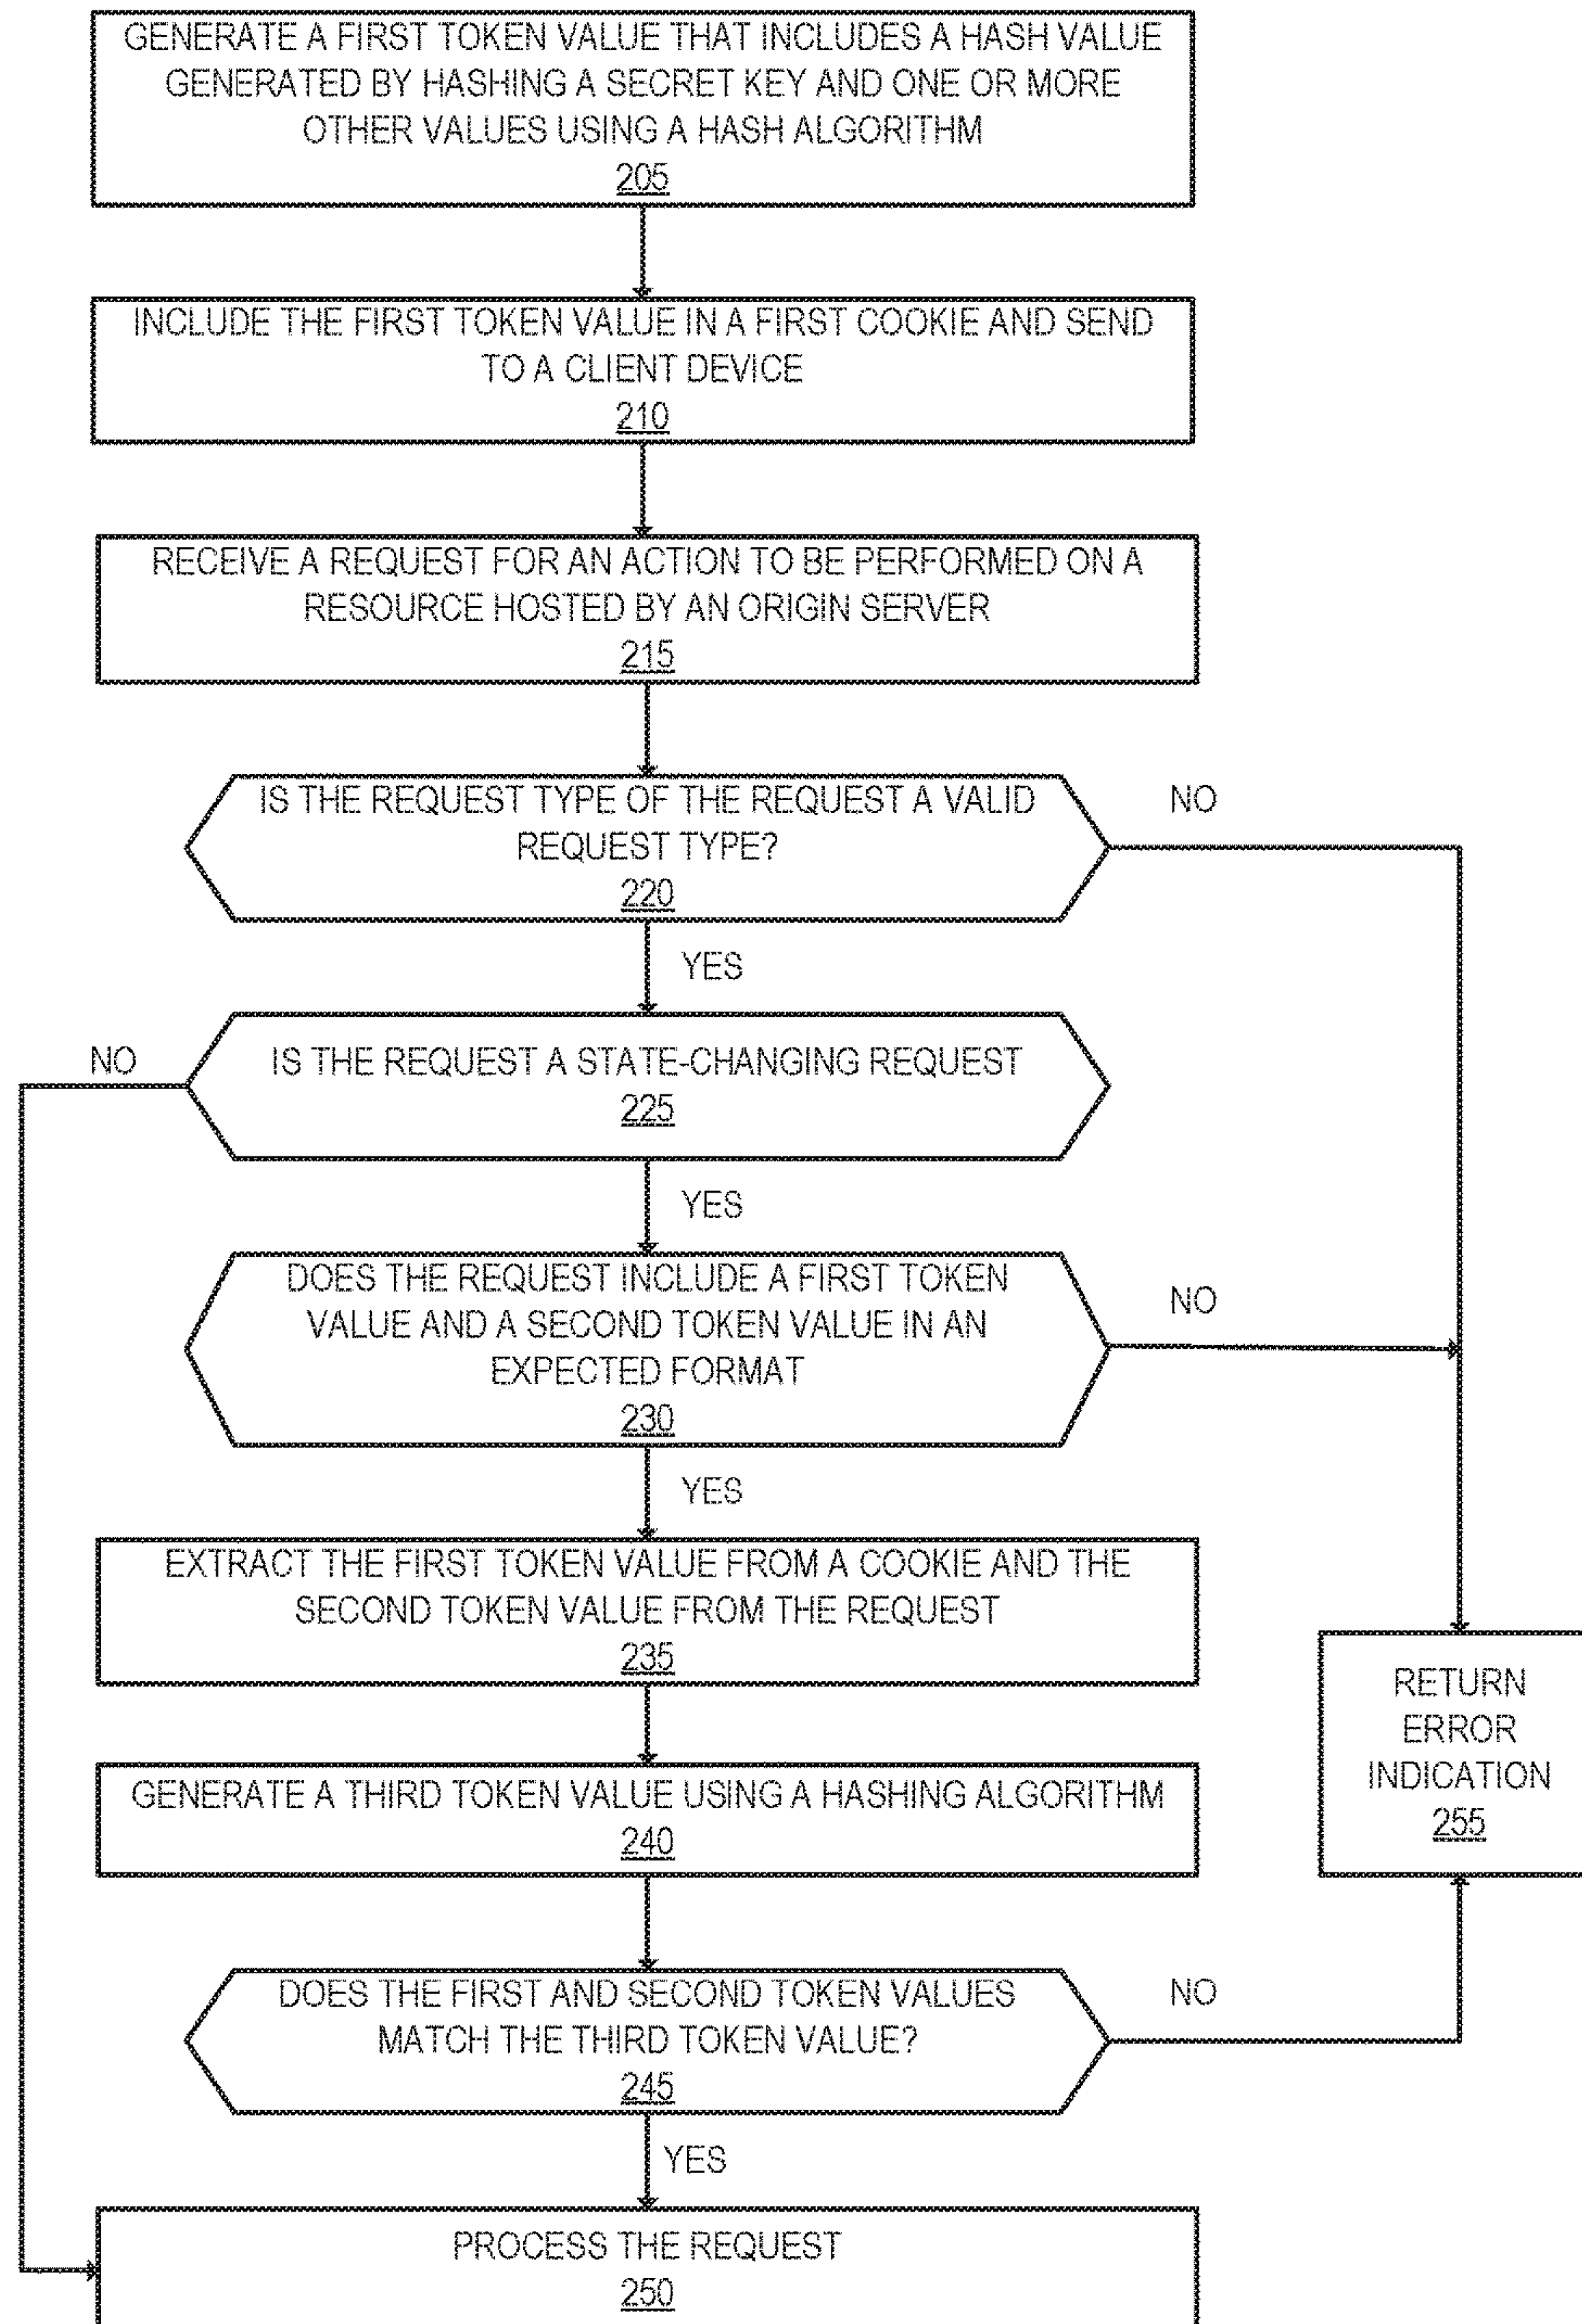 GENERATE A FIRST TOKEN VALUE THAT INCLUDES A HASH VALUE
GENERATED BY HASHING A SECRET KEY AND ONE OR MORE
OTHER VALUES USING A HASH ALGORITHM
205
INCLUDE THE FIRST TOKEN VALUE IN A FIRST COOKIE AND SEND
TO A CLIENT DEVICE
210
RECEIVE A REQUEST FOR AN ACTION TO BE PERFORMED ON A
RESOURCE HOSTED BY AN ORIGIN SERVER
215
IS THE REQUEST TYPE OF THE REQUEST A VALID
REQUEST TYPE?
220
NO
YES
IS THE REQUEST A STATE-CHANGING REQUEST
225
NO
YES
DOES THE REQUEST INCLUDE A FIRST TOKEN
VALUE AND A SECOND TOKEN VALUE IN AN
EXPECTED FORMAT
230
NO
YES
EXTRACT THE FIRST TOKEN VALUE FROM A COOKIE AND THE
SECOND TOKEN VALUE FROM THE REQUEST
235
GENERATE A THIRD TOKEN VALUE USING A HASHING ALGORITHM
240
RETURN
ERROR
INDICATION
255
DOES THE FIRST AND SECOND TOKEN VALUES
MATCH THE THIRD TOKEN VALUE?
245
NO
YES
PROCESS THE REQUEST
250